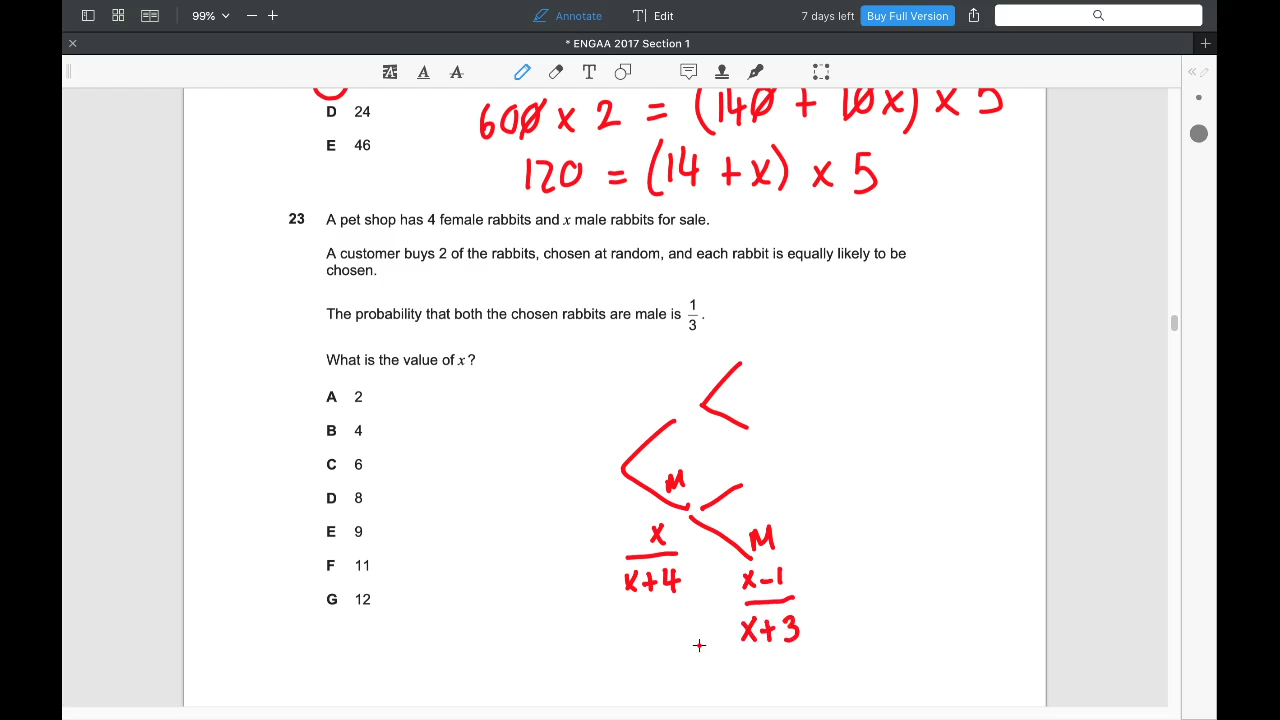 99%
Annotate
Edit
7 days left
Buy Full Version
* ENGAA 2017 Section 1
D 24
E 46
600 x 2 = (140 + 10x) x 5
120 = (14 + x) x 5
23 A pet shop has 4 female rabbits and x male rabbits for sale.
A customer buys 2 of the rabbits, chosen at random, and each rabbit is equally likely to be
chosen.
The probability that both the chosen rabbits are male is 1/3.
What is the value of x?
A 2
B 4
C 6
D 8
E 9
F 11
G 12
M
x
x+4
M
x-1
x+3